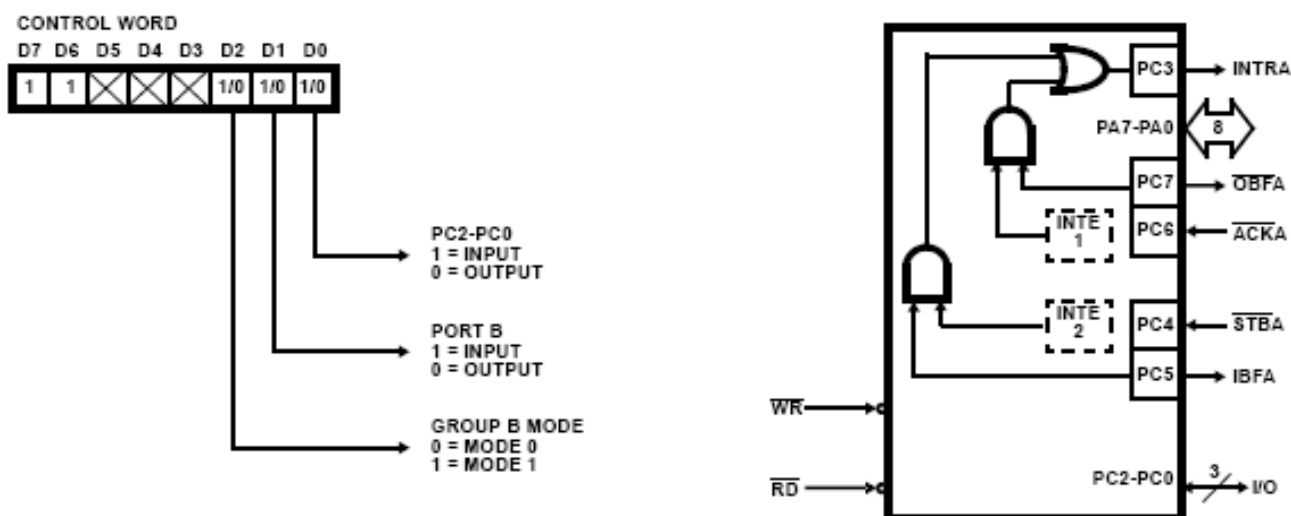 CONTROL WORD
D7 D6 D5 D4 D3 D2 D1 D0
1 1 1/0 1/0 1/0
PC2-PC0
1 = INPUT
0 = OUTPUT
PORT B
1 = INPUT
0 = OUTPUT
GROUP B MODE
0 = MODE 0
1 = MODE 1
PC3 INTRA
PA7-PA0 8
PC7 OBFA
INTE 1
PC6 ACKA
INTE 2
PC4 STBA
PC5 IBFA
WR
RD
PC2-PC0 3 I/O